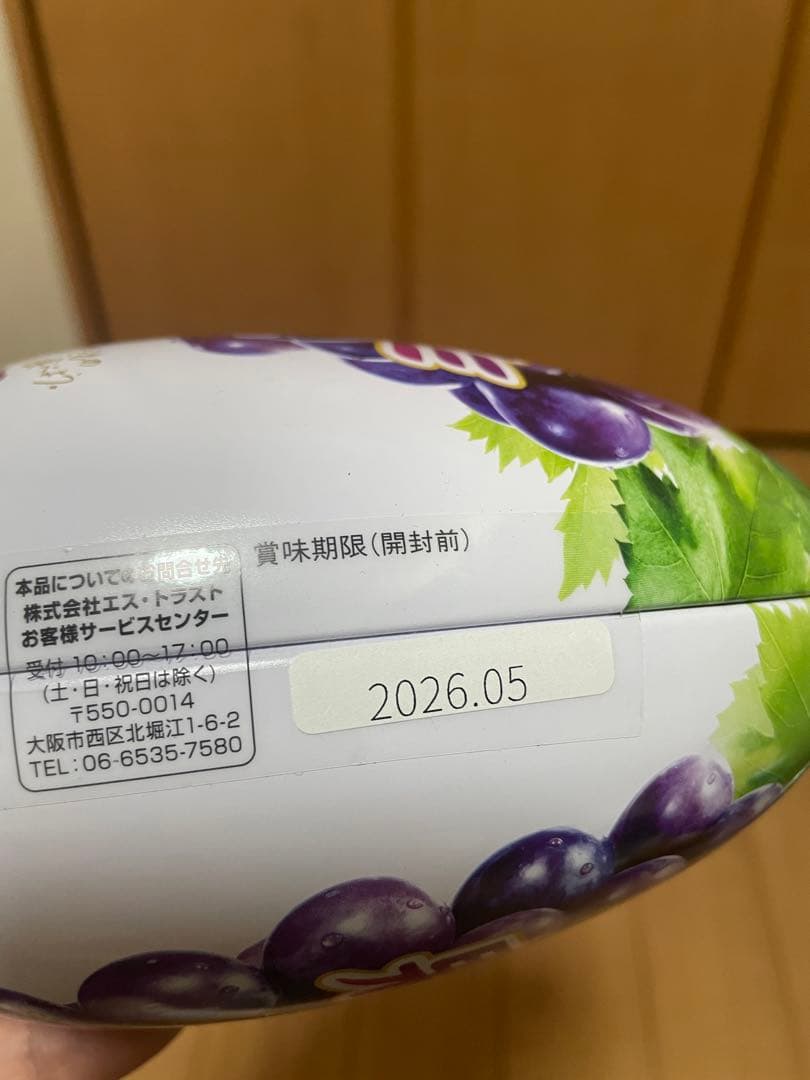 賞味期限(開封前)
本品についてのお問合せ先
株式会社エス・トラスト
お客様サービスセンター
受付 10:00~17:00
(土・日・祝日は除く)
〒550-0014
大阪市西区北堀江1-6-2
TEL:06-6535-7580
2026.05